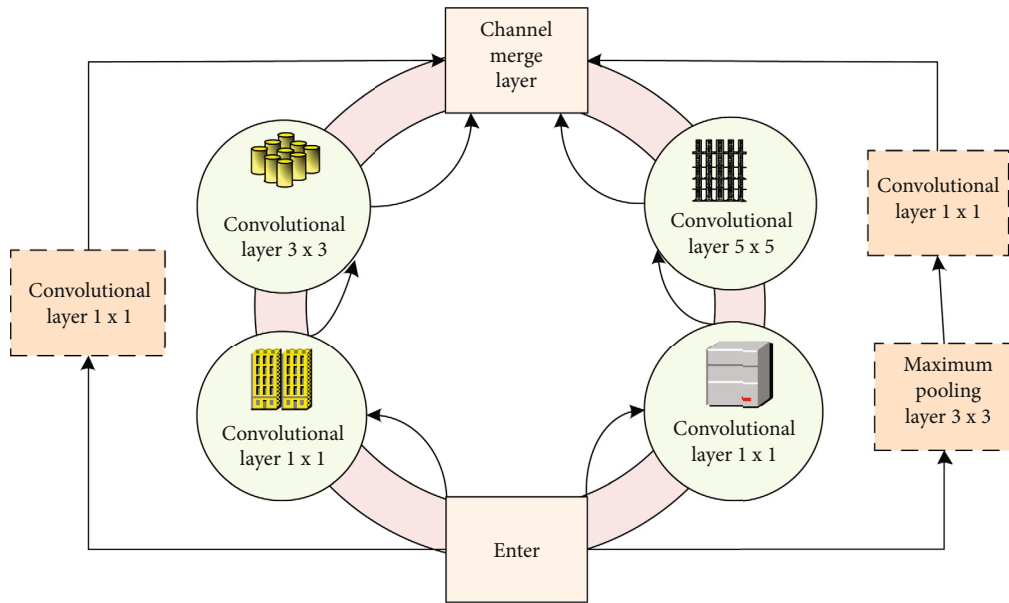 Channel
merge
layer
Convolutional
layer 3 x 3
Convolutional
layer 5 x 5
Convolutional
layer 1 x 1
Convolutional
layer 1 x 1
Convolutional
layer 1 x 1
Maximum
pooling
layer 3 x 3
Convolutional
layer 1 x 1
Enter